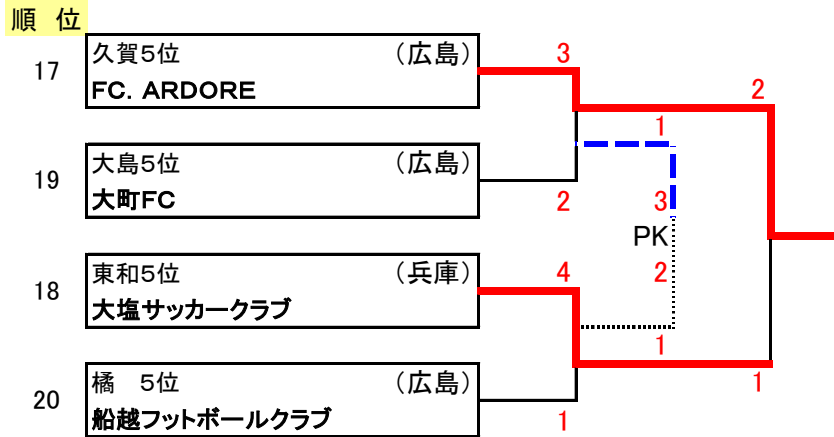 順 位
久賀5位 （広島）
17
FC. ARDORE
3
2
1
大島5位 （広島）
19
大町FC
2
3
PK
東和5位 （兵庫）
18
大塩サッカークラブ
4
2
1
橘 5位 （広島）
20
船越フットボールクラブ
1
1